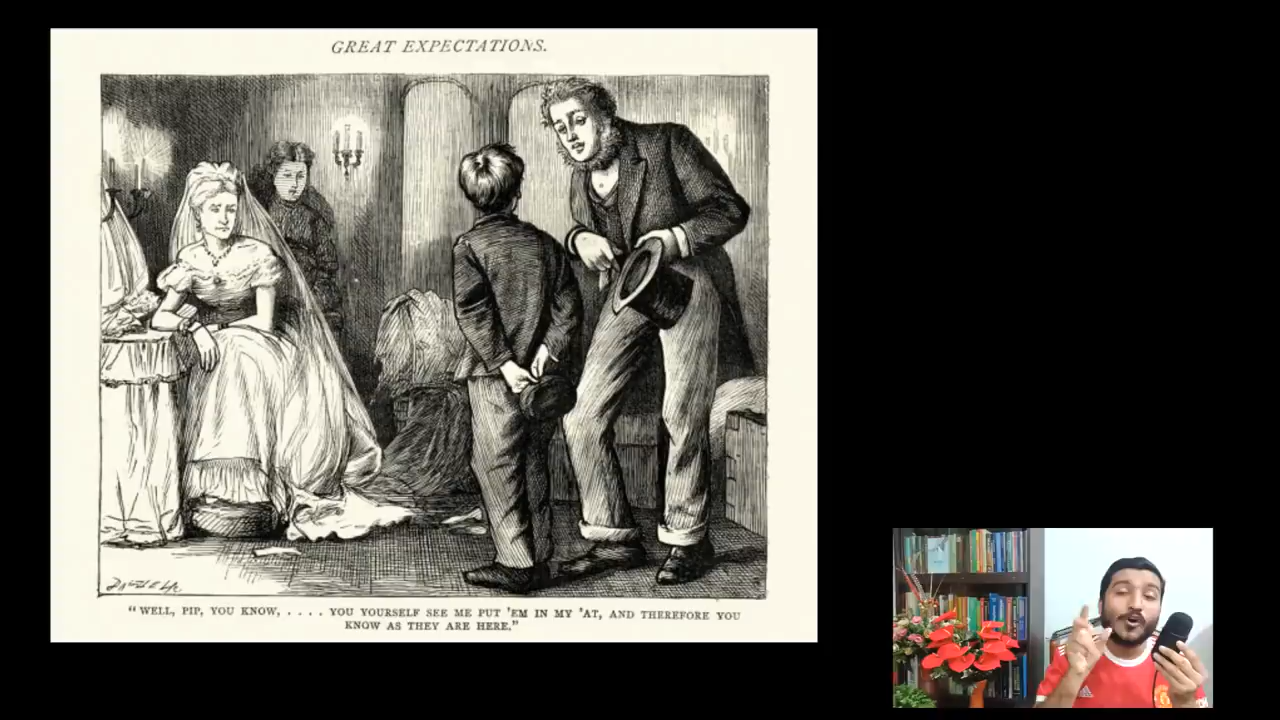 GREAT EXPECTATIONS.
"WELL, PIP, YOU KNOW, . . . . YOU YOURSELF SEE ME PUT 'EM IN MY 'AT, AND THEREFORE YOU
KNOW AS THEY ARE HERE."